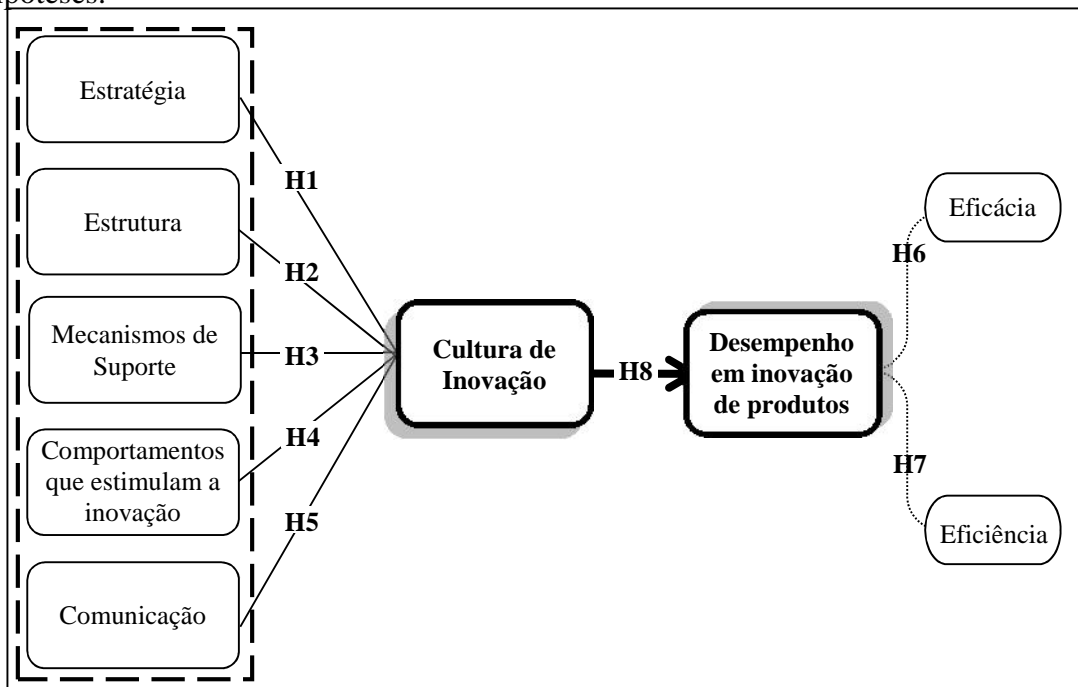 Estratégia
H1
Estrutura
H2
Mecanismos de
Suporte
H3
Comportamentos
que estimulam a
inovação
H4
Comunicação
H5
Cultura de
Inovação
H8
Desempenho
em inovação
de produtos
Eficácia
H6
H7
Eficiência